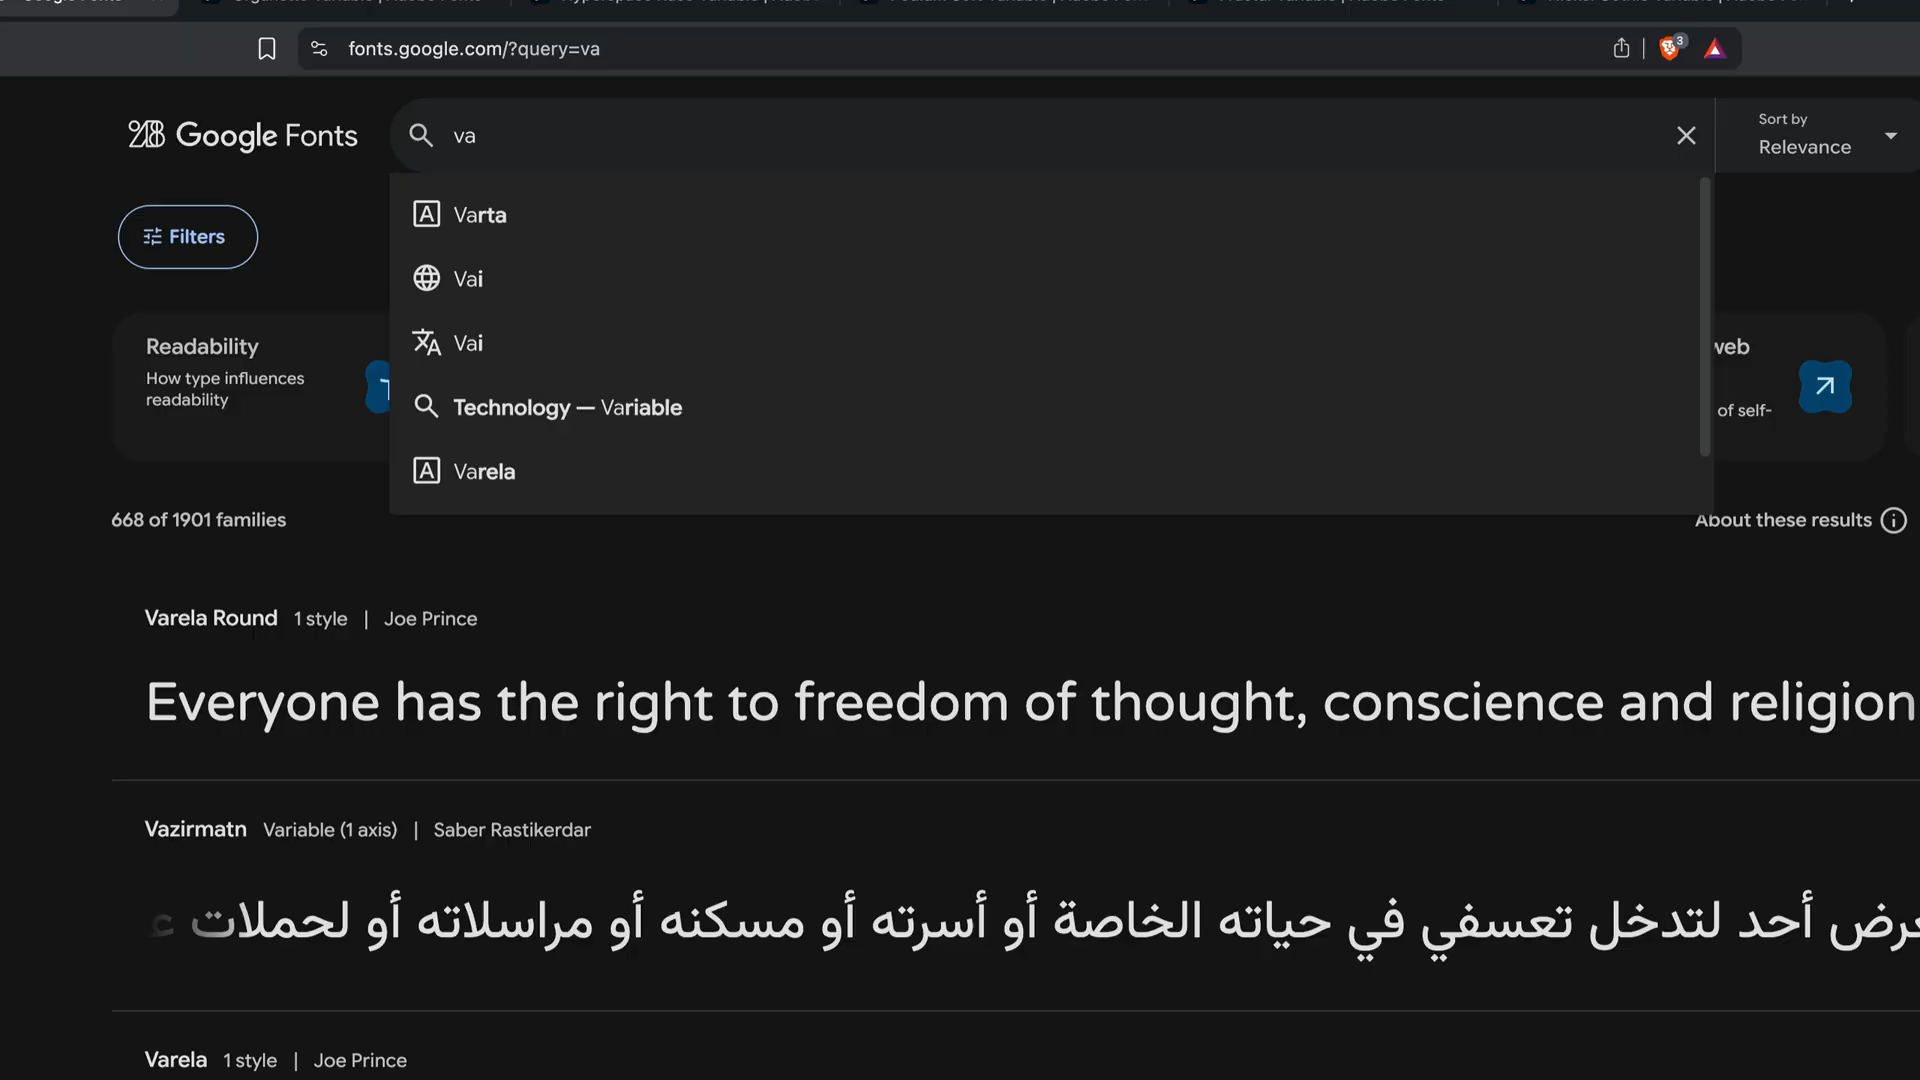 fonts.google.com/?query=va
3
Google Fonts
va
Sort by
Relevance
Filters
Varta
Vai
Vai
Technology — Variable
Varela
Readability
How type influences
readability
web
of self-
668 of 1901 families
About these results
Varela Round 1 style | Joe Prince
Everyone has the right to freedom of thought, conscience and religion
Vazirmatn Variable (1 axis) | Saber Rastikerdar
أحد لتدخل تعسفي في حياته الخاصة أو أسرته أو مسكنه أو مراسلاته أو لحملات
Varela 1 style | Joe Prince